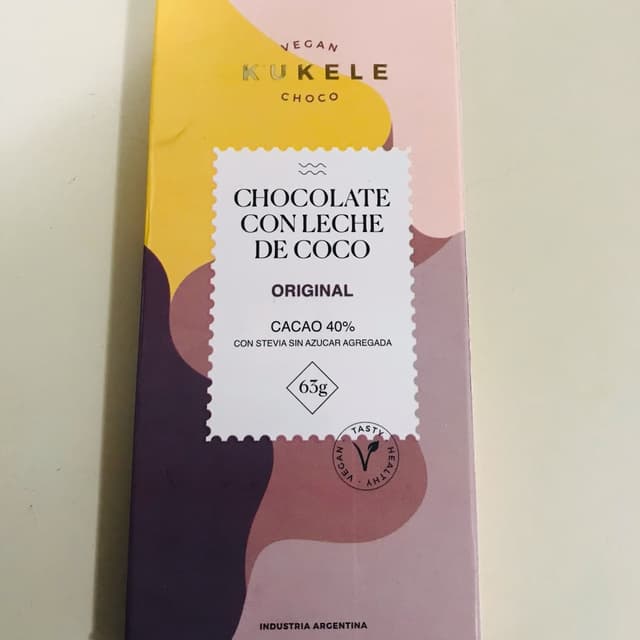 VEGAN
KUKELE
CHOCO
CHOCOLATE
CON LECHE
DE COCO
ORIGINAL
CACAO 40%
CON STEVIA SIN AZUCAR AGREGADA
63g
TASTY
HEALTHY - VEGAN
INDUSTRIA ARGENTINA